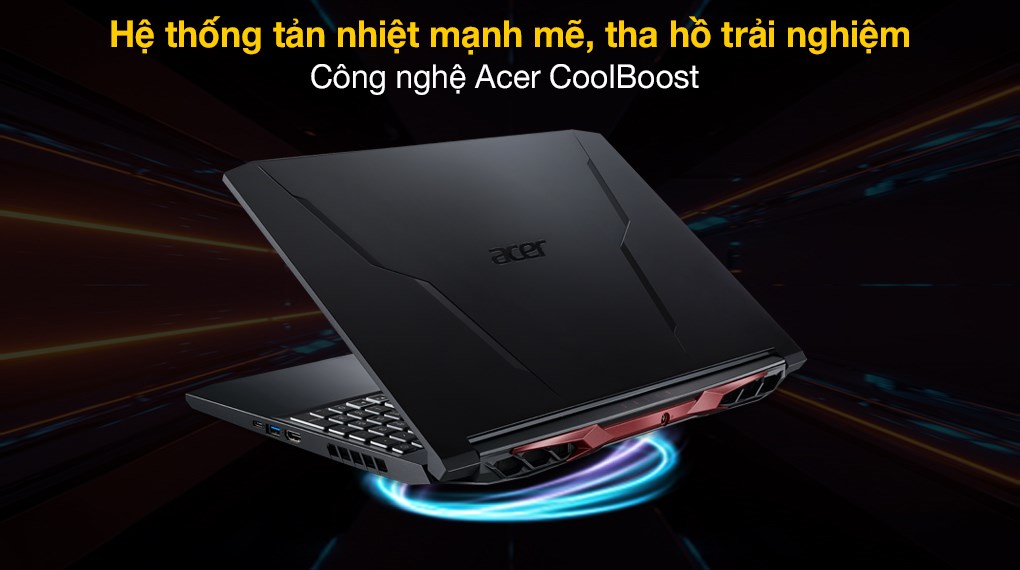 Hệ thống tản nhiệt mạnh mẽ, tha hồ trải nghiệm
Công nghệ Acer CoolBoost
acer